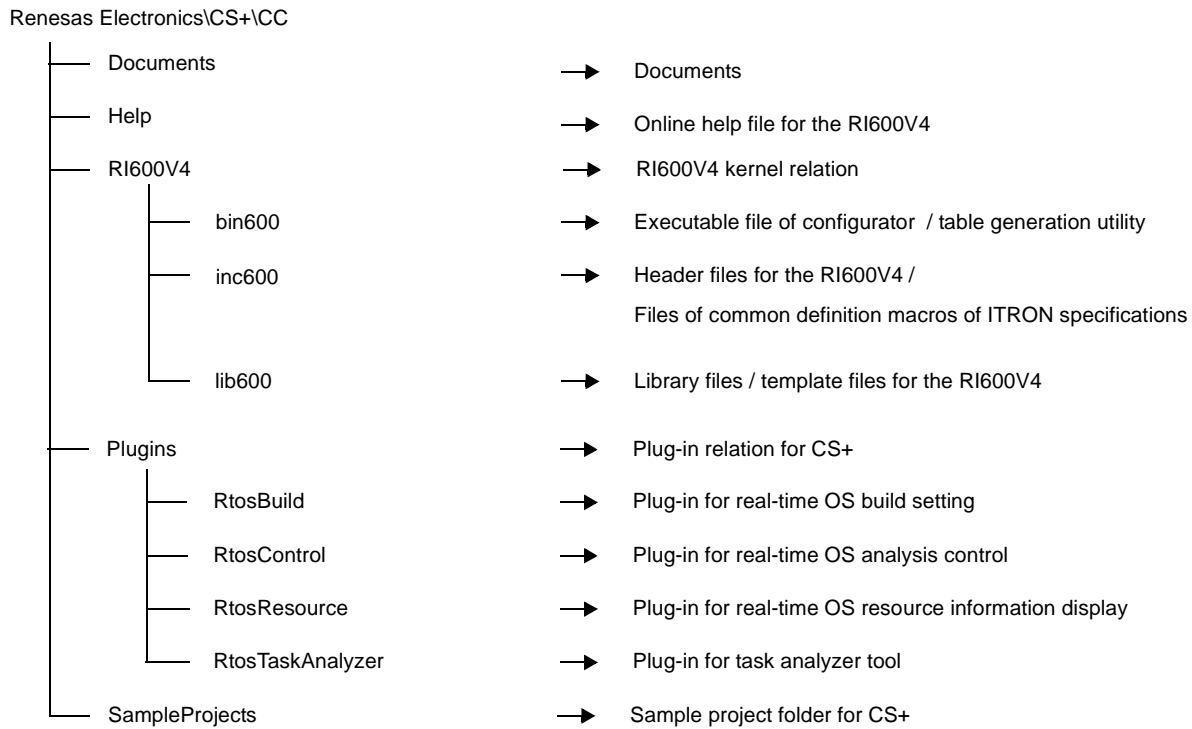 Renesas Electronics\CS+\CC
Documents
Documents
Help
Online help file for the RI600V4
RI600V4
RI600V4 kernel relation
bin600
Executable file of configurator / table generation utility
inc600
Header files for the RI600V4 /
Files of common definition macros of ITRON specifications
lib600
Library files / template files for the RI600V4
Plugins
Plug-in relation for CS+
RtosBuild
Plug-in for real-time OS build setting
RtosControl
Plug-in for real-time OS analysis control
RtosResource
Plug-in for real-time OS resource information display
RtosTaskAnalyzer
Plug-in for task analyzer tool
SampleProjects
Sample project folder for CS+